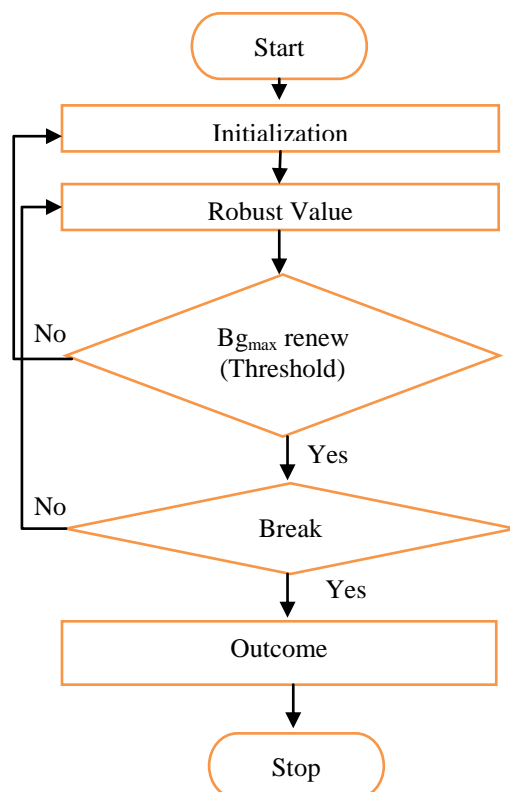 Start
Initialization
Robust Value
No
Bgmax renew
(Threshold)
Yes
No
Break
Yes
Outcome
Stop